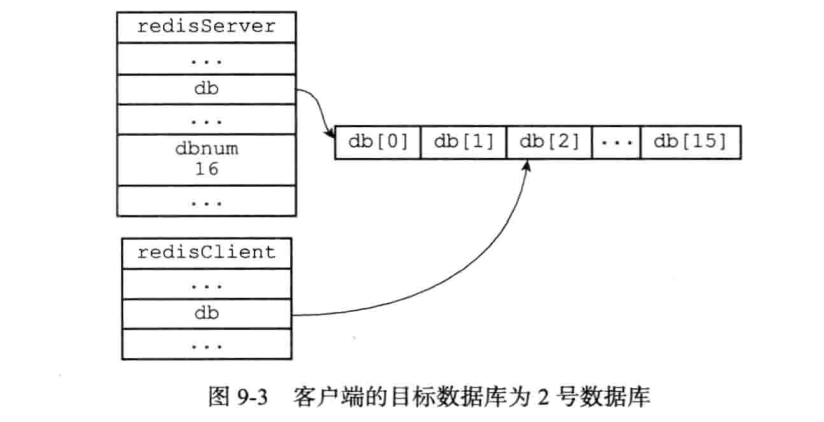 redisServer
...
db
...
dbnum
16
...
db[0] db[1] db[2] ... db[15]
redisClient
...
db
...
图 9-3 客户端的目标数据库为 2 号数据库